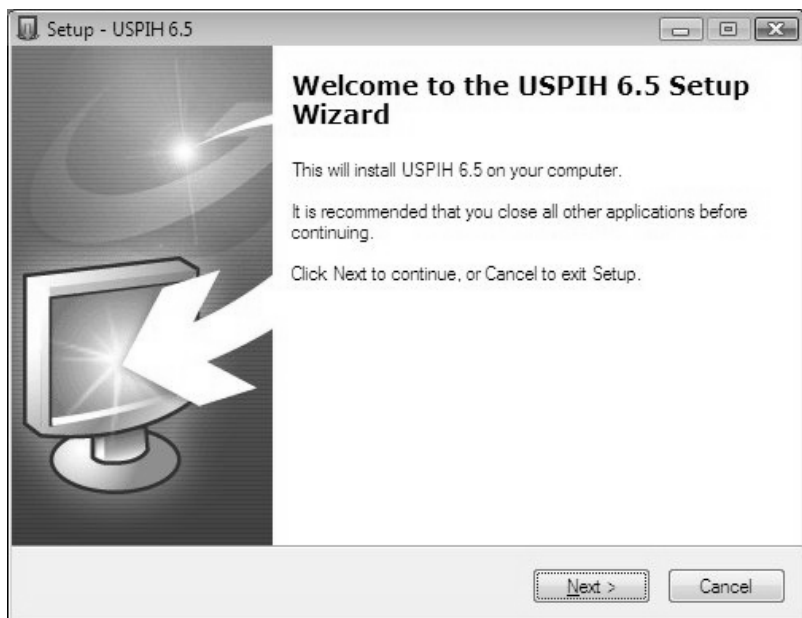 Setup - USPIH 6.5
Welcome to the USPIH 6.5 Setup
Wizard
This will install USPIH 6.5 on your computer.
It is recommended that you close all other applications before
continuing.
Click Next to continue, or Cancel to exit Setup.
Next >
Cancel